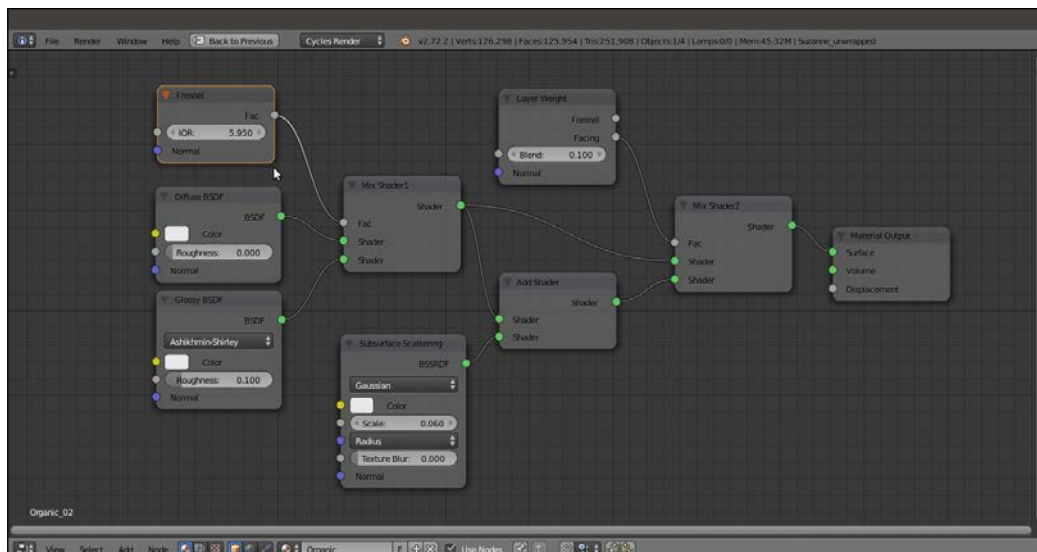 File Render Window Help Back to Previous Cycles Render v2.72.2 | Verts:126,298 | Faces:125,954 | Tris:251,908 | Objects:1/4 | Lamps:0/0 | Mem:45.32M | Suzanne_unwrapped
Fresnel
Fac
IOR: 5.950
Normal
Layer Weight
Fresnel
Facing
Blend: 0.100
Normal
Diffuse BSDF
BSDF
Color
Roughness: 0.000
Normal
Mix Shader1
Shader
Fac
Shader
Shader
Mix Shader2
Shader
Fac
Shader
Shader
Material Output
Surface
Volume
Displacement
Glossy BSDF
BSDF
Ashikhmin-Shirley
Color
Roughness: 0.100
Normal
Add Shader
Shader
Shader
Shader
Subsurface Scattering
BSSRDF
Gaussian
Color
Scale: 0.060
Radius
Texture Blur: 0.000
Normal
Organic_02
View Select Add Node Organic F Use Nodes